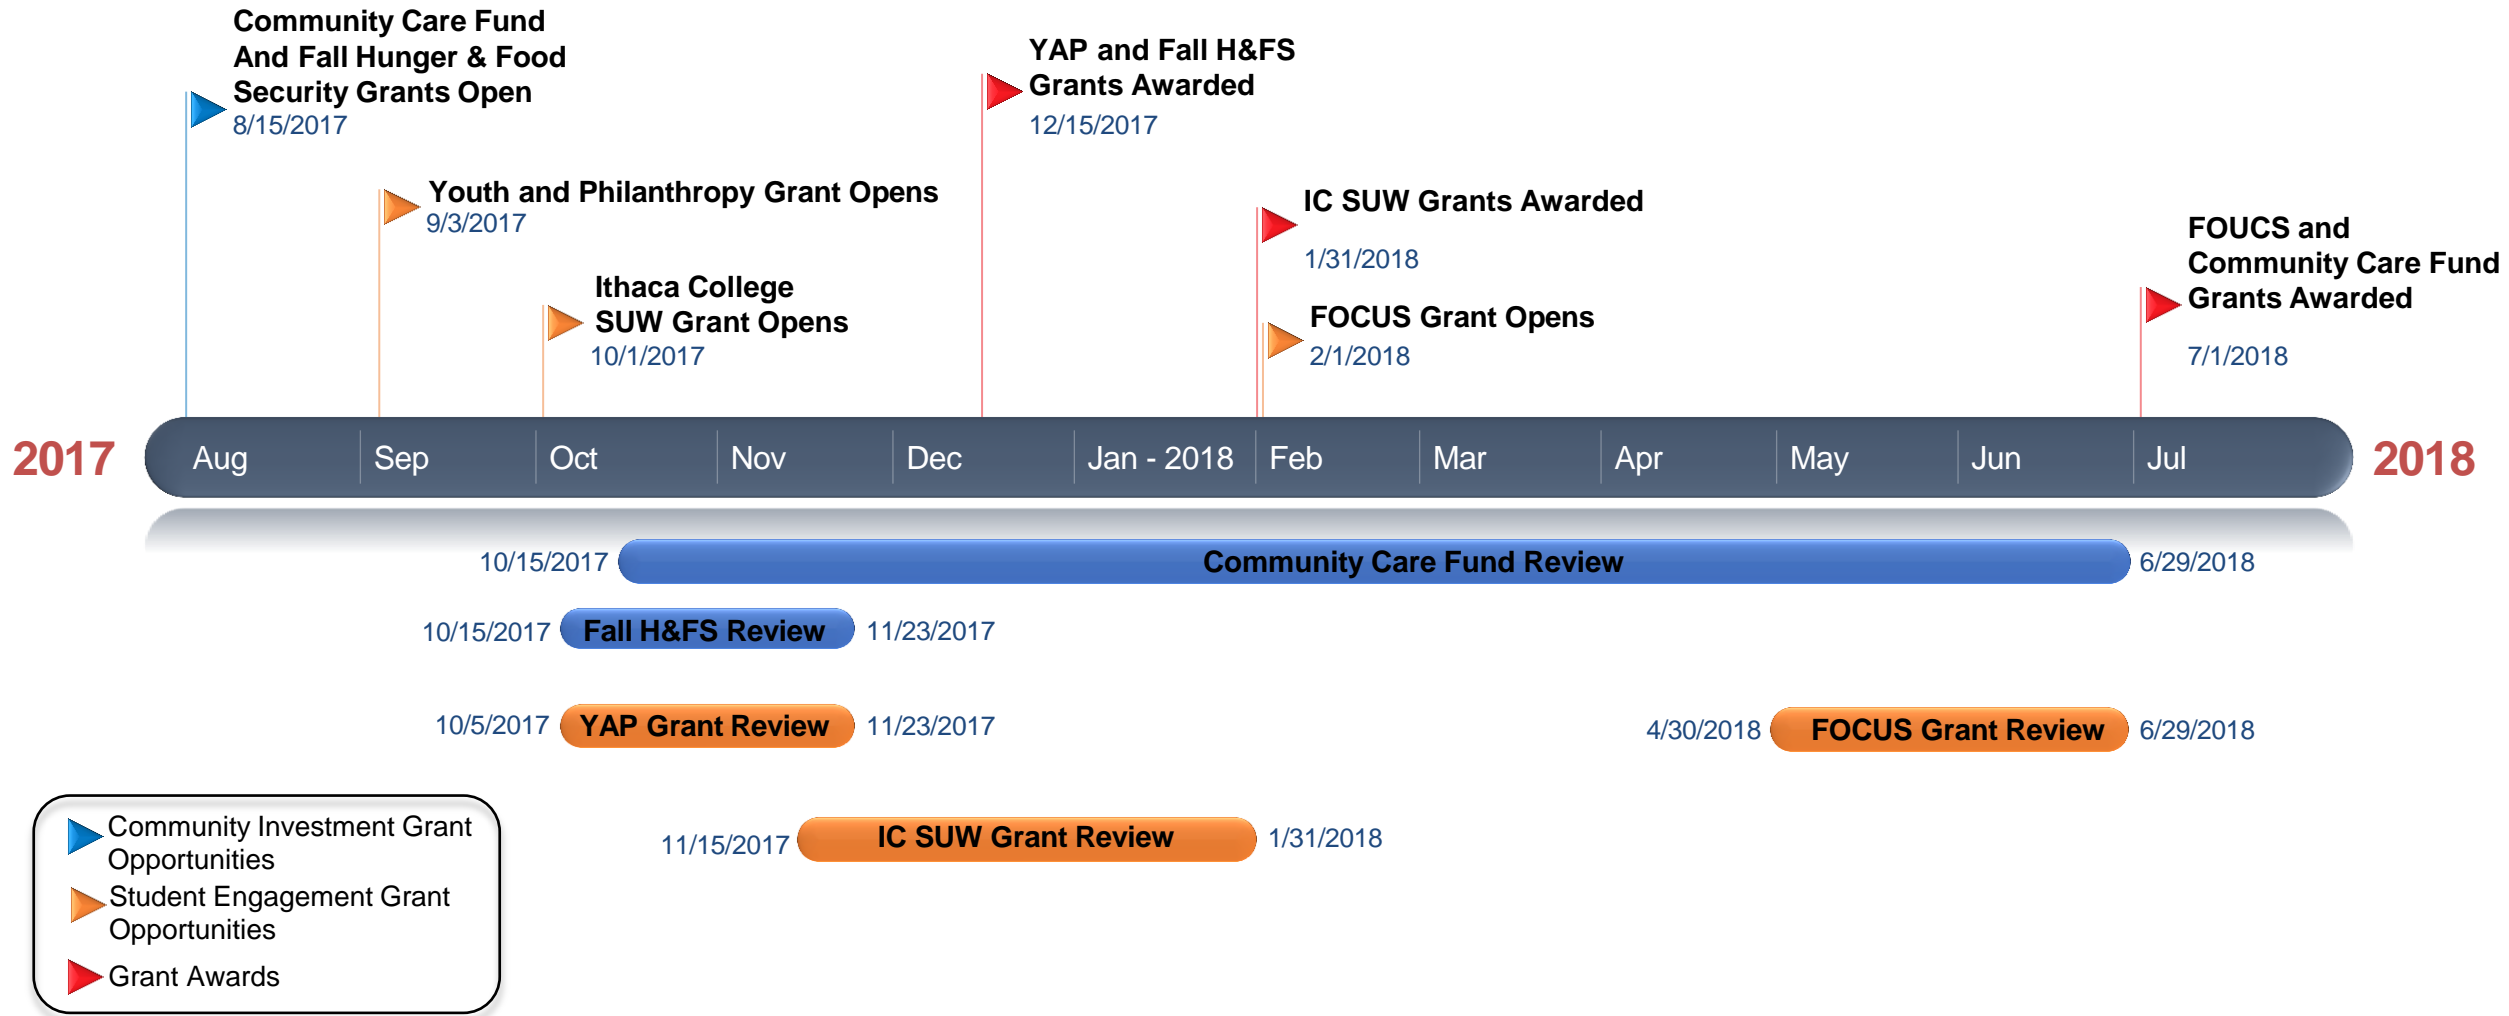 Community Care Fund
And Fall Hunger & Food
Security Grants Open
8/15/2017
YAP and Fall H&FS
Grants Awarded
12/15/2017
Youth and Philanthropy Grant Opens
9/3/2017
IC SUW Grants Awarded
1/31/2018
FOUCS and
Community Care Fund
Grants Awarded
7/1/2018
Ithaca College
SUW Grant Opens
10/1/2017
FOCUS Grant Opens
2/1/2018
2017
Aug
Sep
Oct
Nov
Dec
Jan - 2018
Feb
Mar
Apr
May
Jun
Jul
2018
10/15/2017
Community Care Fund Review
6/29/2018
10/15/2017
Fall H&FS Review
11/23/2017
10/5/2017
YAP Grant Review
11/23/2017
4/30/2018
FOCUS Grant Review
6/29/2018
11/15/2017
IC SUW Grant Review
1/31/2018
Community Investment Grant
Opportunities
Student Engagement Grant
Opportunities
Grant Awards